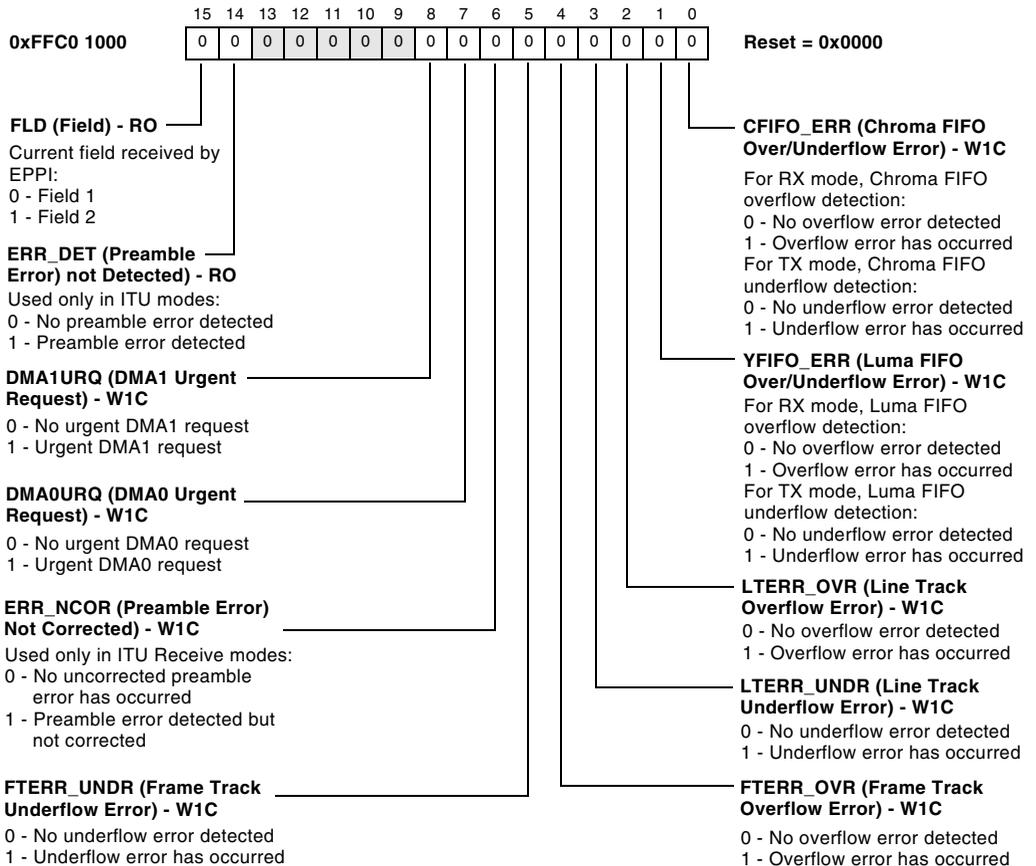 15 14 13 12 11 10 9 8 7 6 5 4 3 2 1 0
0xFFC0 1000
0 0 0 0 0 0 0 0 0 0 0 0 0 0 0 0
Reset = 0x0000
FLD (Field) - RO
Current field received by
EPPI:
0 - Field 1
1 - Field 2
ERR_DET (Preamble
Error) not Detected) - RO
Used only in ITU modes:
0 - No preamble error detected
1 - Preamble error detected
DMA1URQ (DMA1 Urgent
Request) - W1C
0 - No urgent DMA1 request
1 - Urgent DMA1 request
DMA0URQ (DMA0 Urgent
Request) - W1C
0 - No urgent DMA0 request
1 - Urgent DMA0 request
ERR_NCOR (Preamble Error)
Not Corrected) - W1C
Used only in ITU Receive modes:
0 - No uncorrected preamble
error has occurred
1 - Preamble error detected but
not corrected
FTERR_UNDR (Frame Track
Underflow Error) - W1C
0 - No underflow error detected
1 - Underflow error has occurred
CFIFO_ERR (Chroma FIFO
Over/Underflow Error) - W1C
For RX mode, Chroma FIFO
overflow detection:
0 - No overflow error detected
1 - Overflow error has occurred
For TX mode, Chroma FIFO
underflow detection:
0 - No underflow error detected
1 - Underflow error has occurred
YFIFO_ERR (Luma FIFO
Over/Underflow Error) - W1C
For RX mode, Luma FIFO
overflow detection:
0 - No overflow error detected
1 - Overflow error has occurred
For TX mode, Luma FIFO
underflow detection:
0 - No underflow error detected
1 - Underflow error has occurred
LTERR_OVR (Line Track
Overflow Error) - W1C
0 - No overflow error detected
1 - Overflow error has occurred
LTERR_UNDR (Line Track
Underflow Error) - W1C
0 - No underflow error detected
1 - Underflow error has occurred
FTERR_OVR (Frame Track
Overflow Error) - W1C
0 - No overflow error detected
1 - Overflow error has occurred